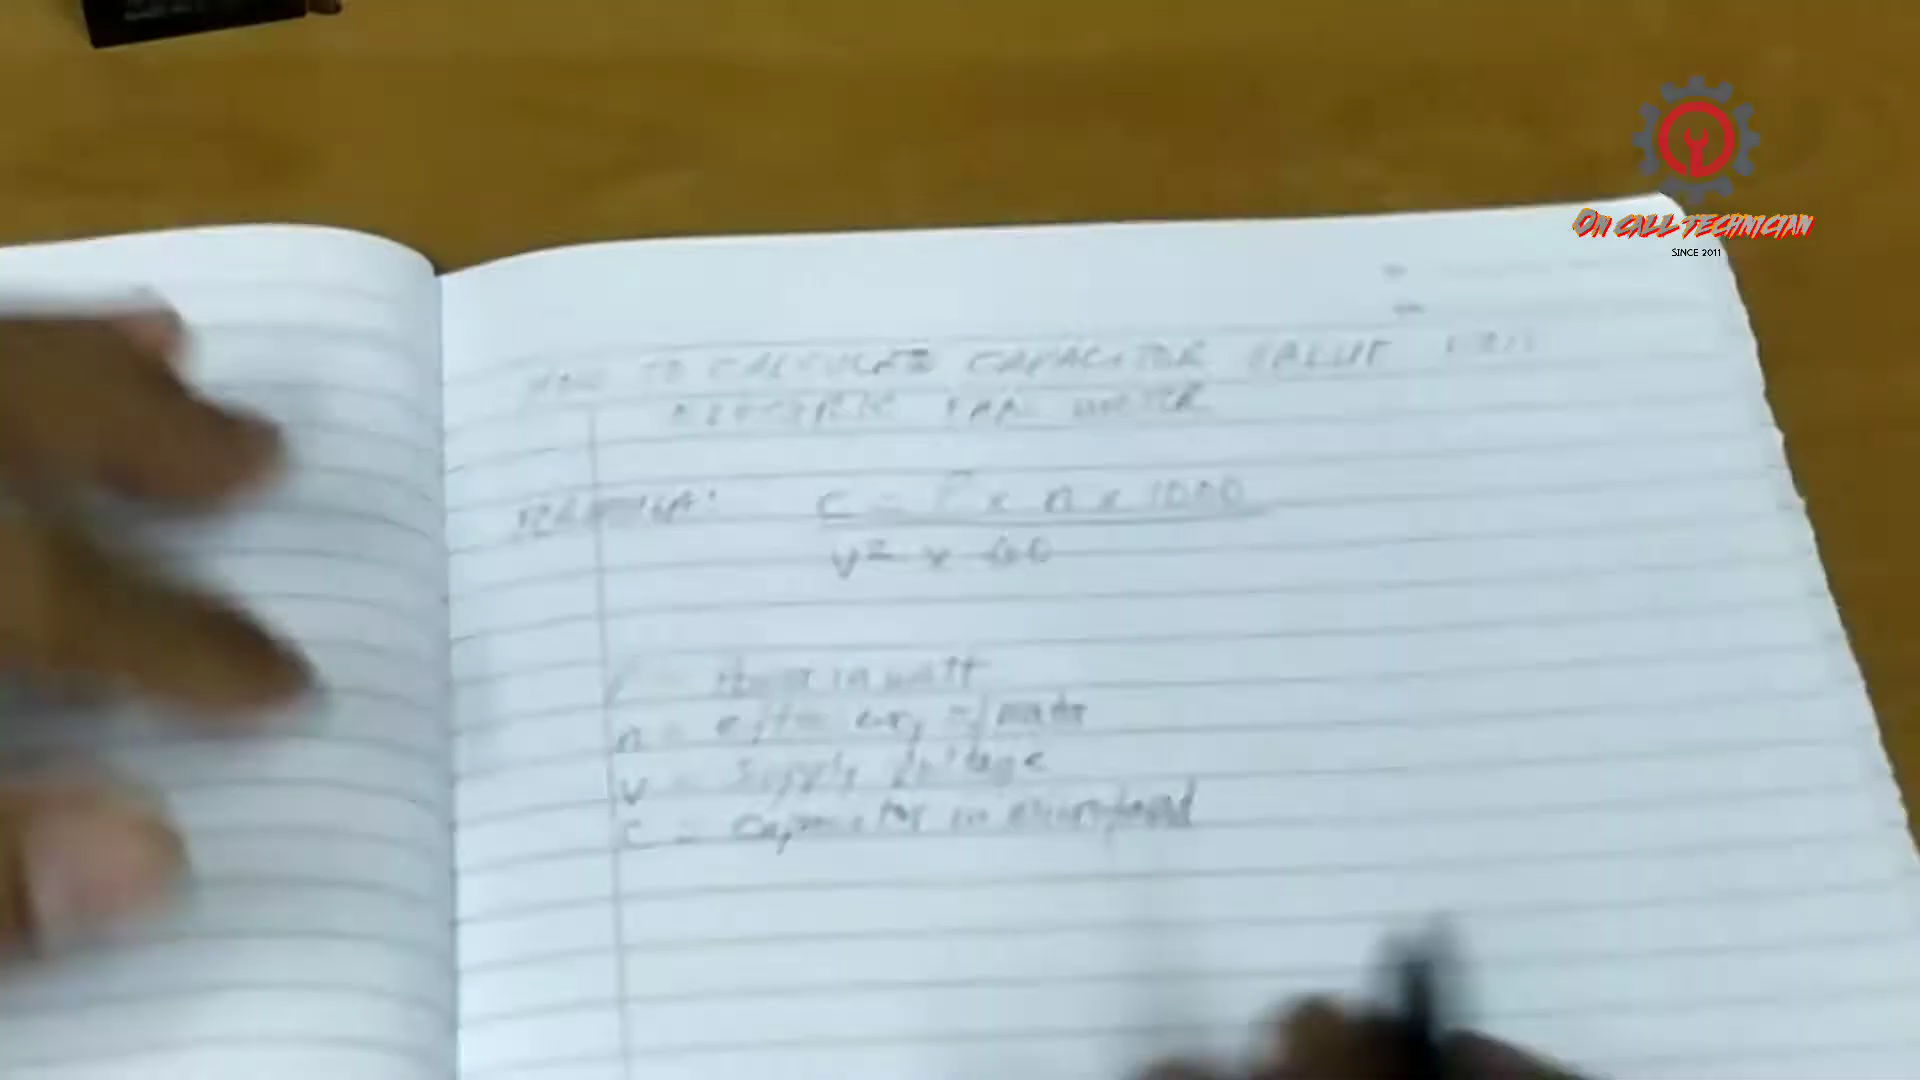 ON CALL TECHNICIAN
SINCE 2011
HOW TO CALCULATE CAPACITOR VALUE
ELECTRIC FAN MOTOR
FORMULA: C = P x n x 1000
V² x 60
P = Power in watt
n = efficiency of motor
V = Supply Voltage
C = Capacitor in microfarad